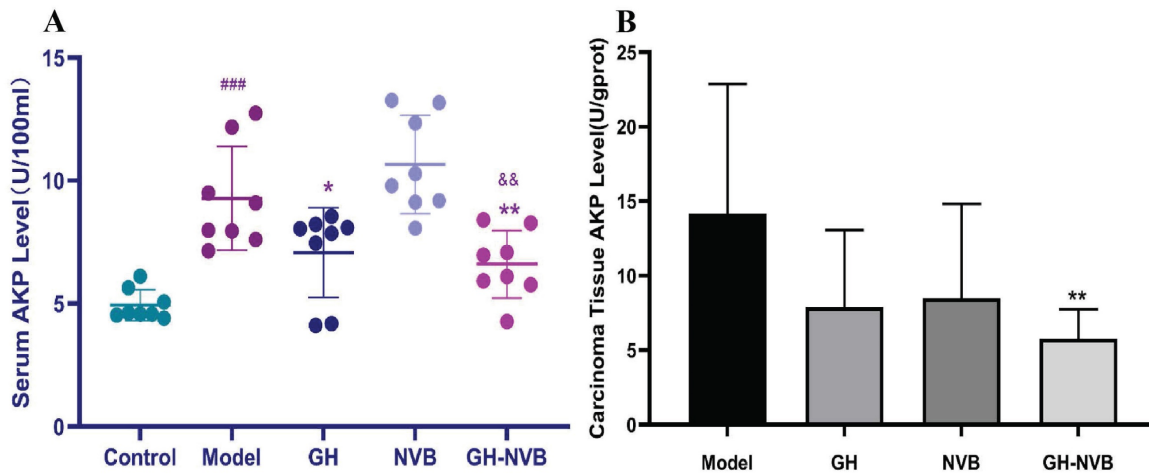 A
Serum AKP Level（U/100ml）
15
10
5
0
###
*
&&
**
Control Model GH NVB GH-NVB
B
Carcinoma Tissue AKP Level(U/gprot)
25
20
15
10
5
0
**
Model GH NVB GH-NVB